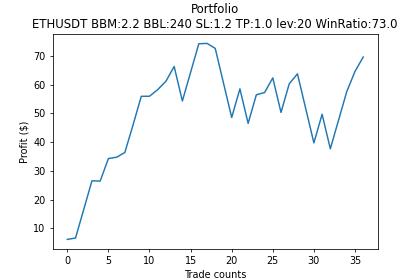 Portfolio
ETHUSDT BBM:2.2 BBL:240 SL:1.2 TP:1.0 lev:20 WinRatio:73.0
Profit ($)
70
60
50
40
30
20
10
0 5 10 15 20 25 30 35
Trade counts